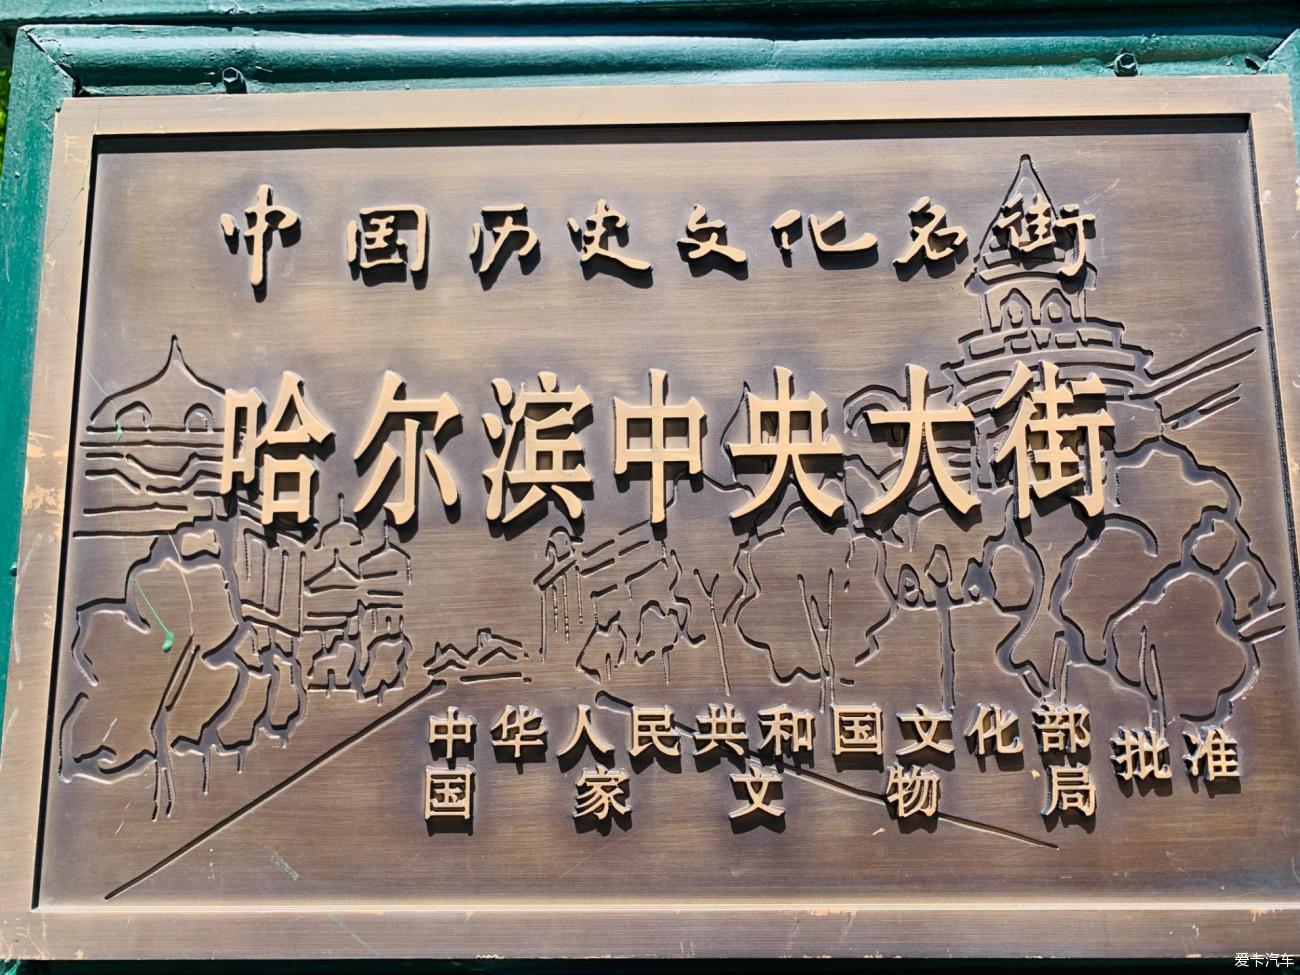 中国历史文化名街
哈尔滨中央大街
中华人民共和国文化部
国家文物局
批准
爱卡汽车